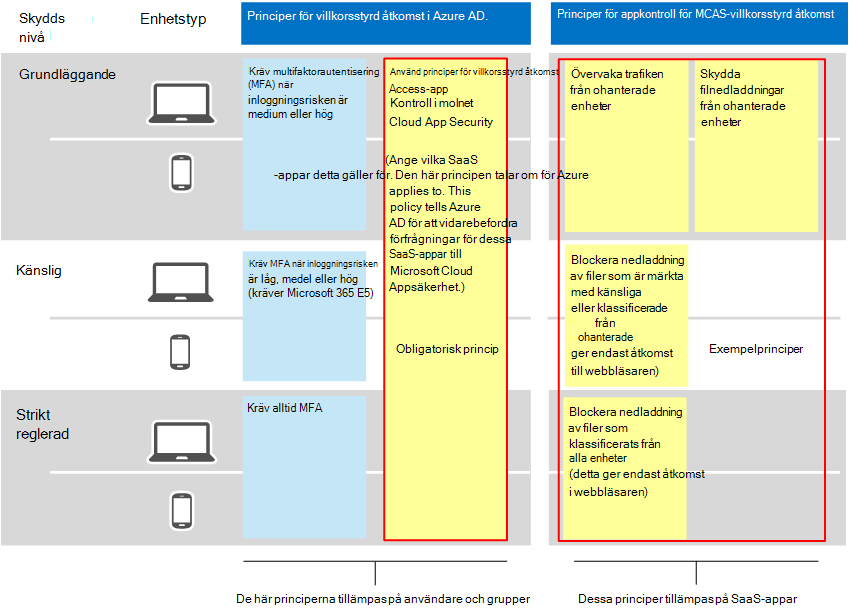 Skydds
nivå
Enhetstyp
Principer för villkorsstyrd åtkomst i Azure AD.
Principer för appkontroll för MCAS-villkorsstyrd åtkomst
Grundläggande
Kräv multifaktorautentisering
(MFA) när
inloggningsrisken är
medium eller hög
Använd principer för villkorsstyrd åtkomst
Access-app
Kontroll i molnet
Cloud App Security
(Ange vilka SaaS
-appar detta gäller för. Den här principen talar om för Azure
applies to. This
policy tells Azure
AD för att vidarebefordra
förfrågningar för dessa
SaaS-appar till
Microsoft Cloud
Appsäkerhet.)
Obligatorisk princip
Övervaka trafiken
från ohanterade
enheter
Skydda
filnedladdningar
från ohanterade
enheter
Känslig
Kräv MFA när inloggningsrisken
är låg, medel eller hög
(kräver Microsoft 365 E5)
Blockera nedladdning
av filer som är märkta
med känsliga
eller klassificerade
från
ohanterade
ger endast åtkomst
till webbläsaren)
Exempelprinciper
Strikt
reglerad
Kräv alltid MFA
Blockera nedladdning
av filer som
klassificerats från
alla enheter
(detta ger endast åtkomst
i webbläsaren)
De här principerna tillämpas på användare och grupper
Dessa principer tillämpas på SaaS-appar